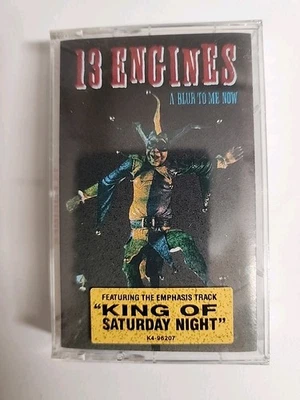 13 ENGINES
A BLUR TO ME NOW
FEATURING THE EMPHASIS TRACK
"KING OF
SATURDAY NIGHT"
K4-96207